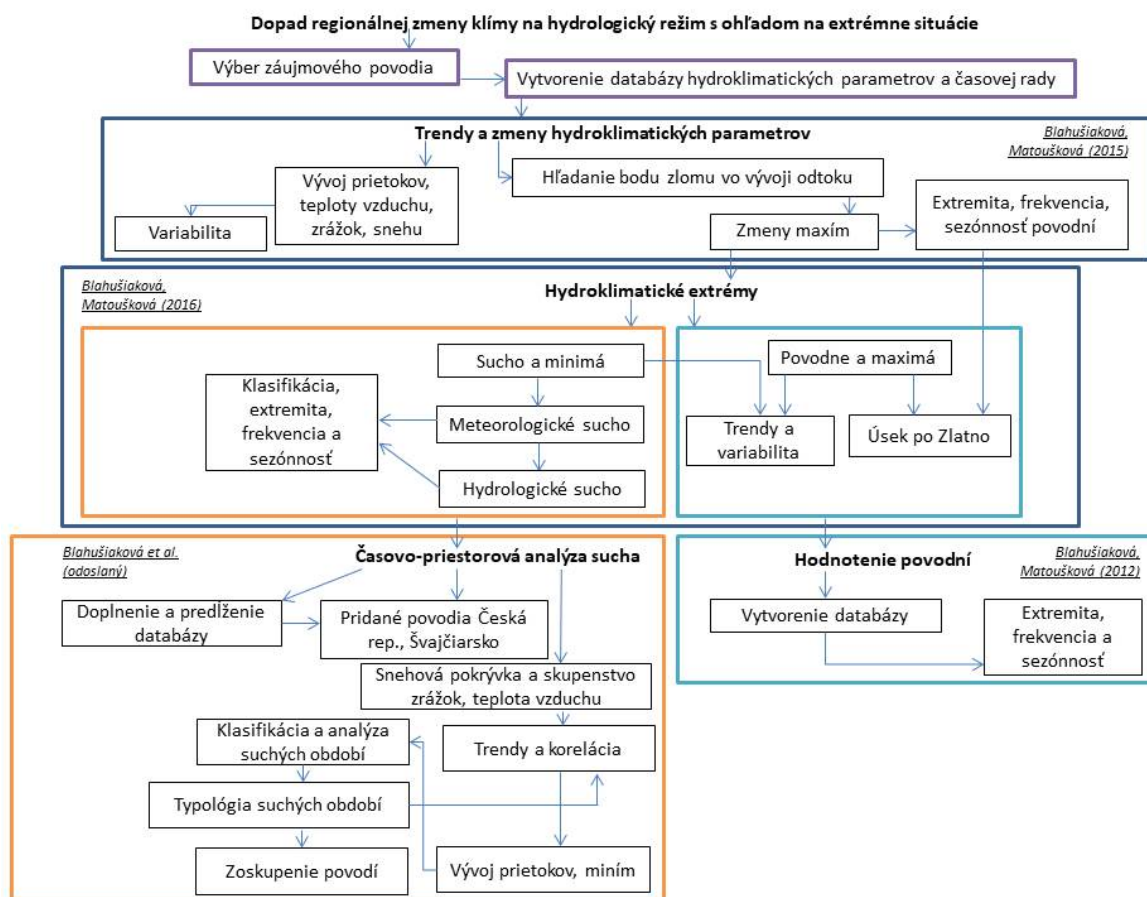 Dopad regionálnej zmeny klímy na hydrologický režim s ohľadom na extrémne situácie
Výber záujmového povodia
Vytvorenie databázy hydroklimatických parametrov a časovej rady
Trendy a zmeny hydroklimatických parametrov
Blahušiaková,
Matoušková (2015)
Vývoj prietokov,
teploty vzduchu,
zrážok, snehu
Variabilita
Hľadanie bodu zlomu vo vývoji odtoku
Zmeny maxím
Extremita, frekvencia,
sezónnosť povodní
Blahušiaková,
Matoušková (2016)
Hydroklimatické extrémy
Sucho a minimá
Klasifikácia,
extremita,
frekvencia a
sezónnosť
Meteorologické sucho
Hydrologické sucho
Povodne a maximá
Trendy a
variabilita
Úsek po Zlatno
Blahušiaková et al.
(odoslaný)
Časovo-priestorová analýza sucha
Doplnenie a predĺženie
databázy
Pridané povodia Česká
rep., Švajčiarsko
Snehová pokrývka a skupenstvo
zrážok, teplota vzduchu
Klasifikácia a analýza
suchých období
Trendy a korelácia
Typológia suchých období
Zoskupenie povodí
Vývoj prietokov, miním
Hodnotenie povodní
Blahušiaková,
Matoušková (2012)
Vytvorenie databázy
Extremita,
frekvencia a
sezónnosť